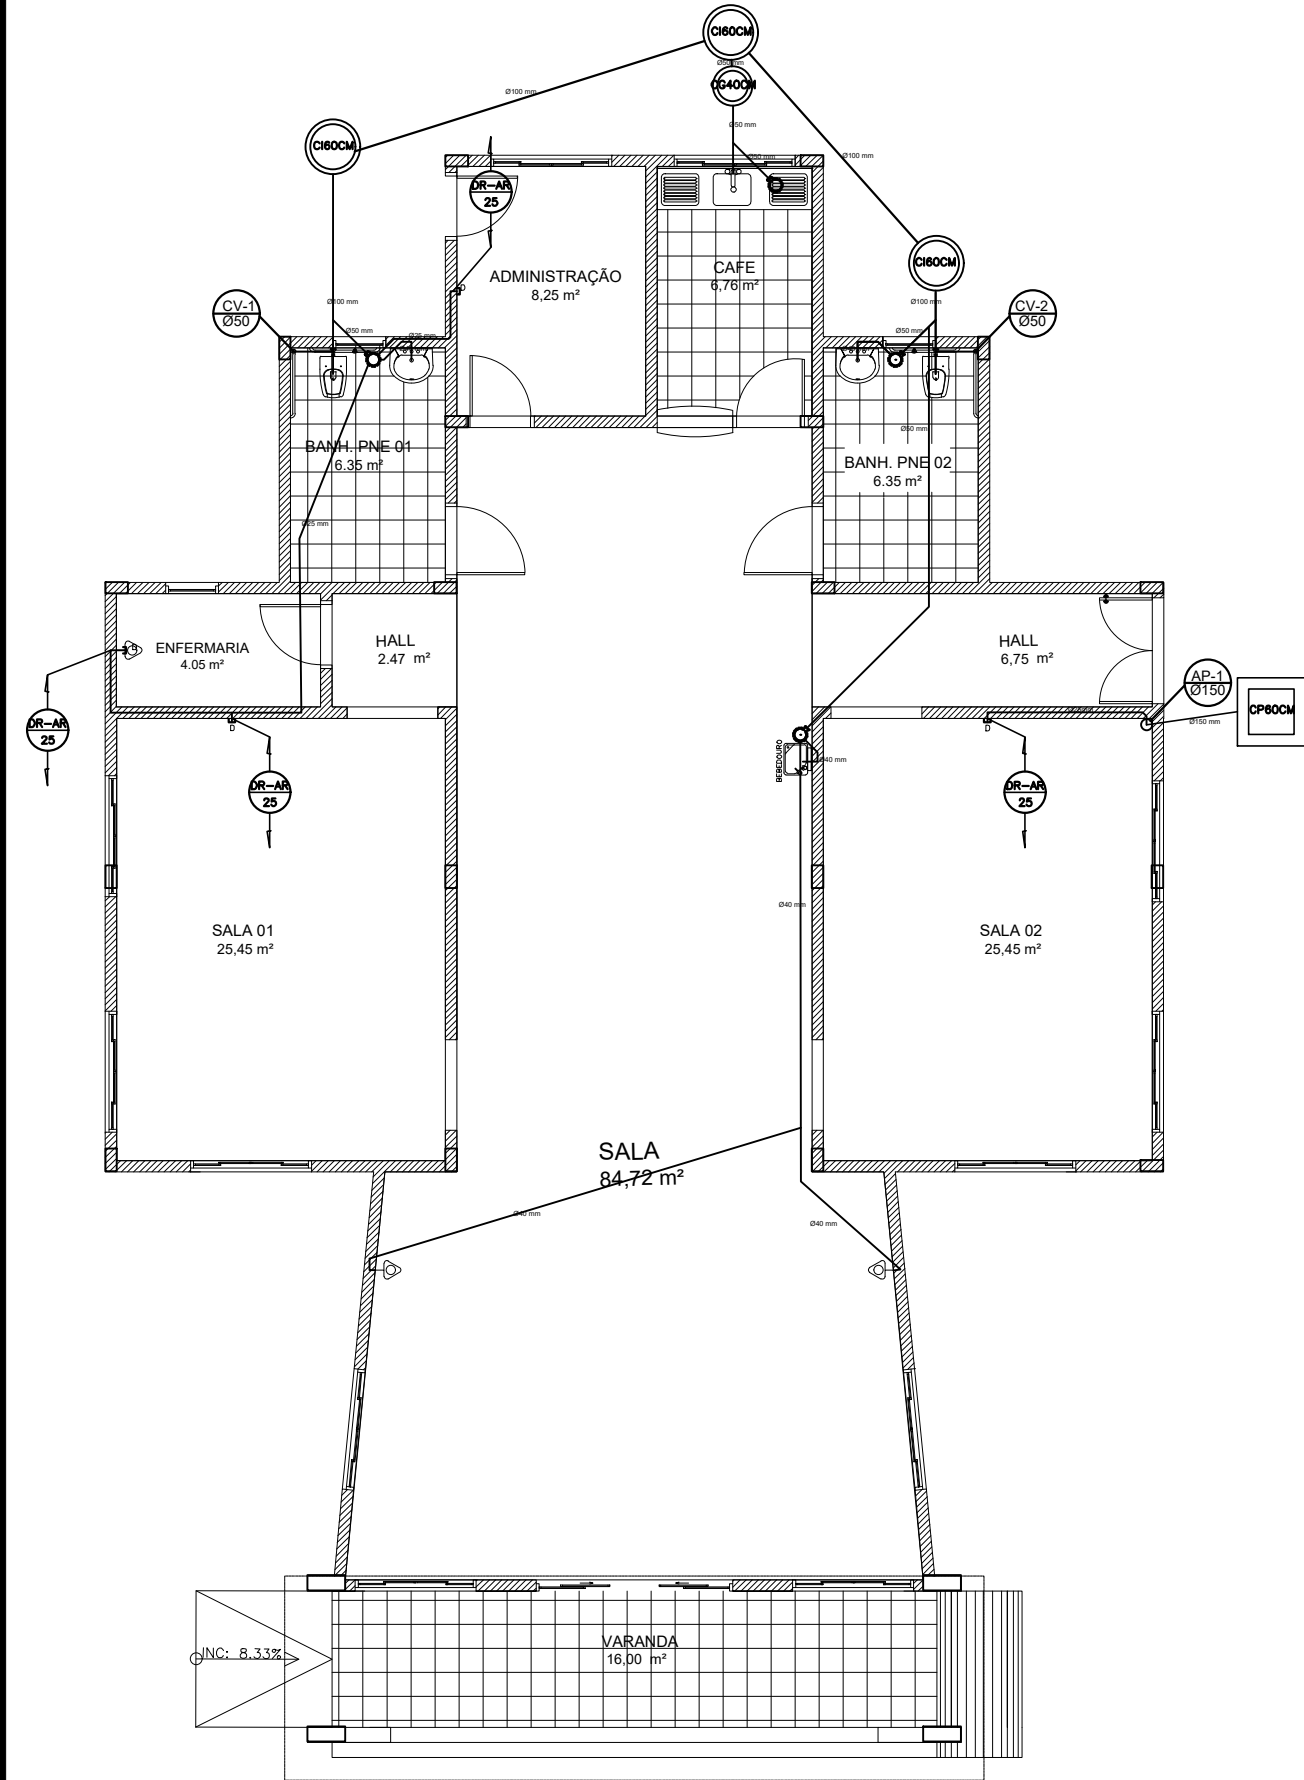 CI60CM
Ø50 mm
CG40CM
Ø100 mm
Ø50 mm
CI60CM
Ø50 mm
Ø100 mm
DR-AR
25
CAFE
6,76 m²
ADMINISTRAÇÃO
8,25 m²
CI60CM
CV-1
Ø50
Ø100 mm
Ø50 mm
Ø25 mm
Ø100 mm
Ø50 mm
CV-2
Ø50
BANH. PNE 01
6.35 m²
Ø50 mm
BANH. PNE 02
6.35 m²
Ø25 mm
ENFERMARIA
4.05 m²
HALL
2.47 m²
HALL
6,75 m²
AP-1
Ø150
CP60CM
Ø150 mm
DR-AR
25
D
D
D
D
BEBEDOURO
Ø40 mm
DR-AR
25
DR-AR
25
Ø40 mm
SALA 01
25,45 m²
SALA 02
25,45 m²
SALA
84,72 m²
Ø40 mm
Ø40 mm
VARANDA
16,00 m²
INC: 8.33%